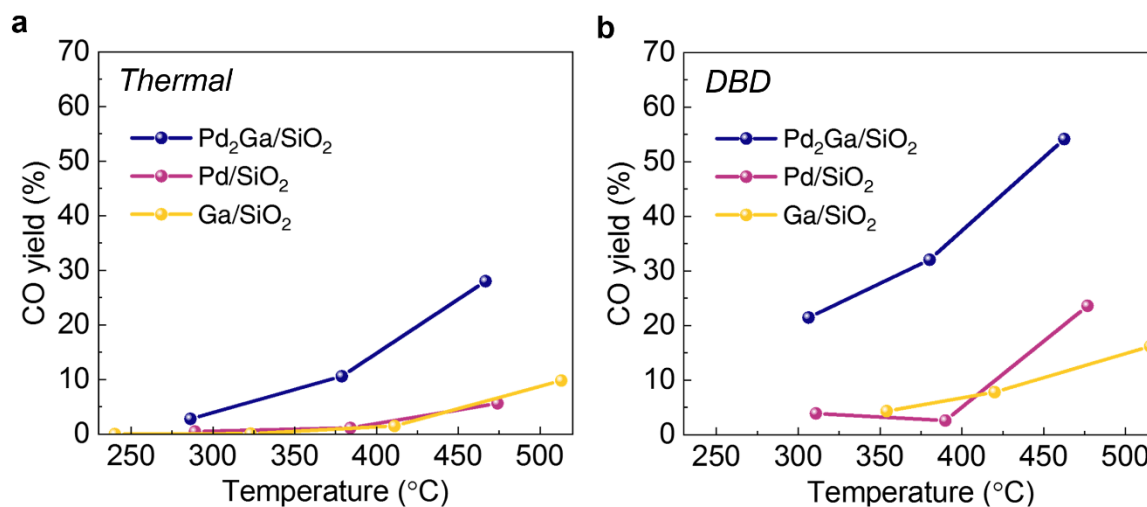 a
Thermal
Pd₂Ga/SiO₂
Pd/SiO₂
Ga/SiO₂
CO yield (%)
70
60
50
40
30
20
10
0
250 300 350 400 450 500
Temperature (°C)
b
DBD
Pd₂Ga/SiO₂
Pd/SiO₂
Ga/SiO₂
CO yield (%)
70
60
50
40
30
20
10
0
250 300 350 400 450 500
Temperature (°C)